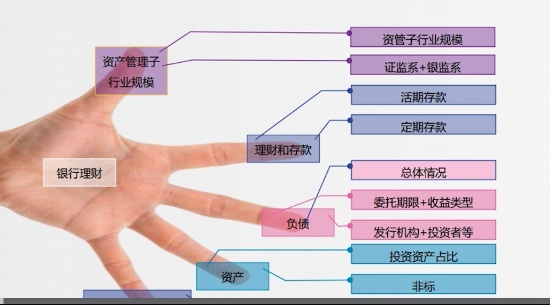 资产管理子
行业规模
资管子行业规模
证监系+银监系
活期存款
定期存款
理财和存款
银行理财
总体情况
委托期限+收益类型
负债
发行机构+投资者等
投资资产占比
资产
非标